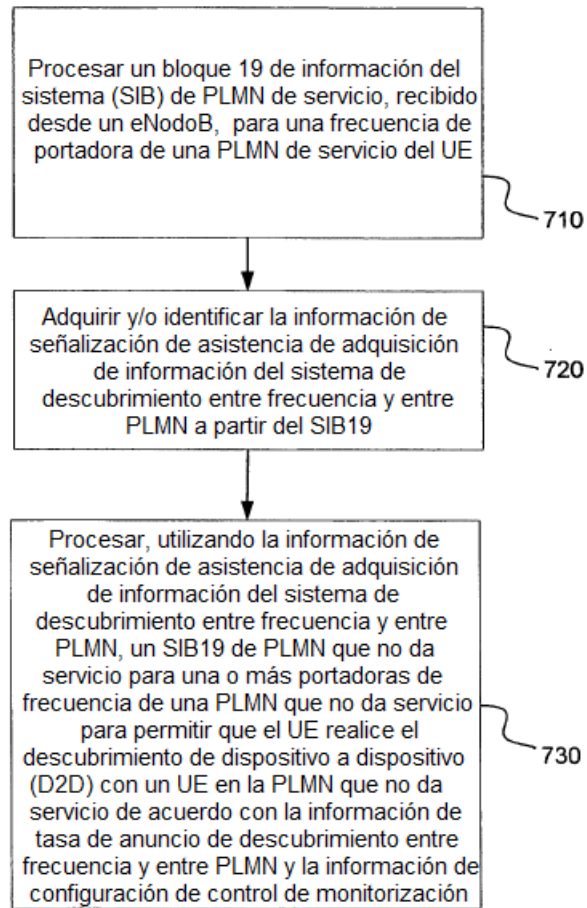 Procesar un bloque 19 de información del
sistema (SIB) de PLMN de servicio, recibido
desde un eNodoB, para una frecuencia de
portadora de una PLMN de servicio del UE
710
Adquirir y/o identificar la información de
señalización de asistencia de adquisición
de información del sistema de
descubrimiento entre frecuencia y entre
PLMN a partir del SIB19
720
Procesar, utilizando la información de
señalización de asistencia de adquisición
de información del sistema de
descubrimiento entre frecuencia y entre
PLMN, un SIB19 de PLMN que no da
servicio para una o más portadoras de
frecuencia de una PLMN que no da servicio
para permitir que el UE realice el
descubrimiento de dispositivo a dispositivo
(D2D) con un UE en la PLMN que no da
servicio de acuerdo con la información de
tasa de anuncio de descubrimiento entre
frecuencia y entre PLMN y la información de
configuración de control de monitorización
730